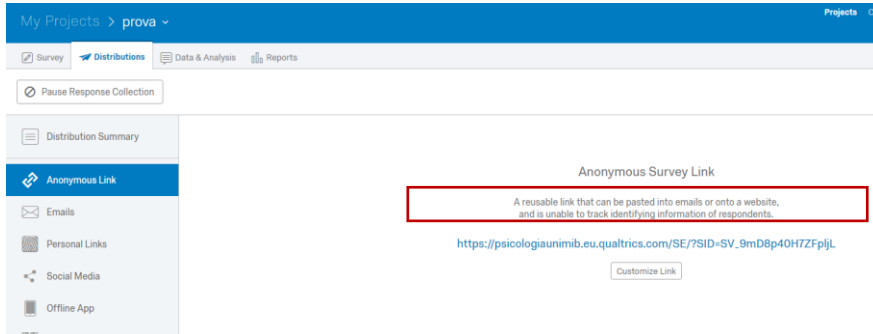 My Projects > prova
Projects
Survey
Distributions
Data & Analysis
Reports
Pause Response Collection
Distribution Summary
Anonymous Link
Emails
Personal Links
Social Media
Offline App
Anonymous Survey Link
A reusable link that can be pasted into emails or onto a website,
and is unable to track identifying information of respondents.
https://psicologiaunimib.eu.qualtrics.com/SE/?SID=SV_9mD8p40H7ZFpljL
Customize Link